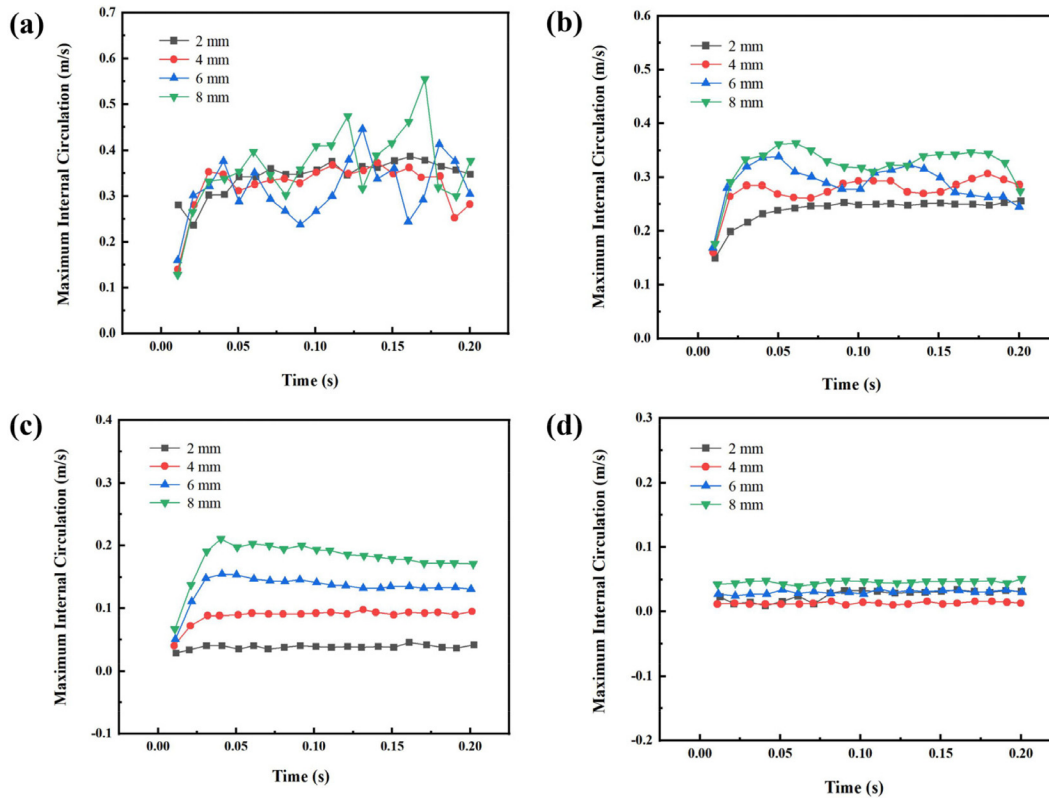 (a)
Maximum Internal Circulation (m/s)
0.7
0.6
0.5
0.4
0.3
0.2
0.1
0.0
2 mm
4 mm
6 mm
8 mm
0.00 0.05 0.10 0.15 0.20
Time (s)
(b)
Maximum Internal Circulation (m/s)
0.6
0.5
0.4
0.3
0.2
0.1
0.0
2 mm
4 mm
6 mm
8 mm
0.00 0.05 0.10 0.15 0.20
Time (s)
(c)
Maximum Internal Circulation (m/s)
0.4
0.3
0.2
0.1
0.0
-0.1
2 mm
4 mm
6 mm
8 mm
0.00 0.05 0.10 0.15 0.20
Time (s)
(d)
Maximum Internal Circulation (m/s)
0.3
0.2
0.1
0.0
-0.1
-0.2
2 mm
4 mm
6 mm
8 mm
0.00 0.05 0.10 0.15 0.20
Time (s)